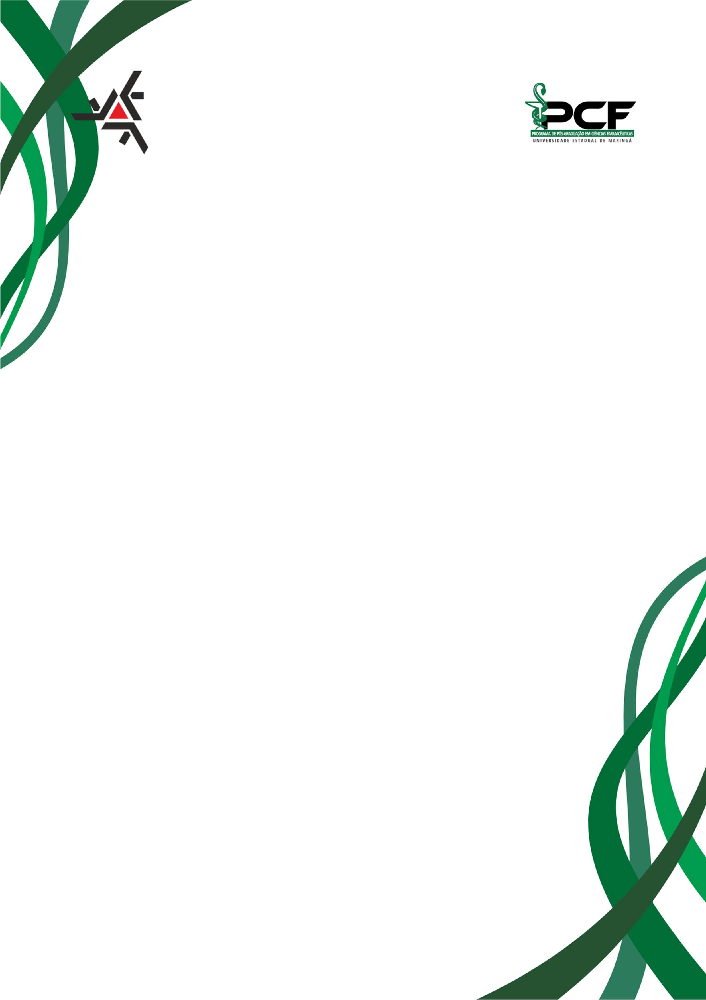 PCF
PROGRAMA DE PÓS-GRADUAÇÃO EM CIÊNCIAS FARMACÊUTICAS
UNIVERSIDADE ESTADUAL DE MARINGÁ